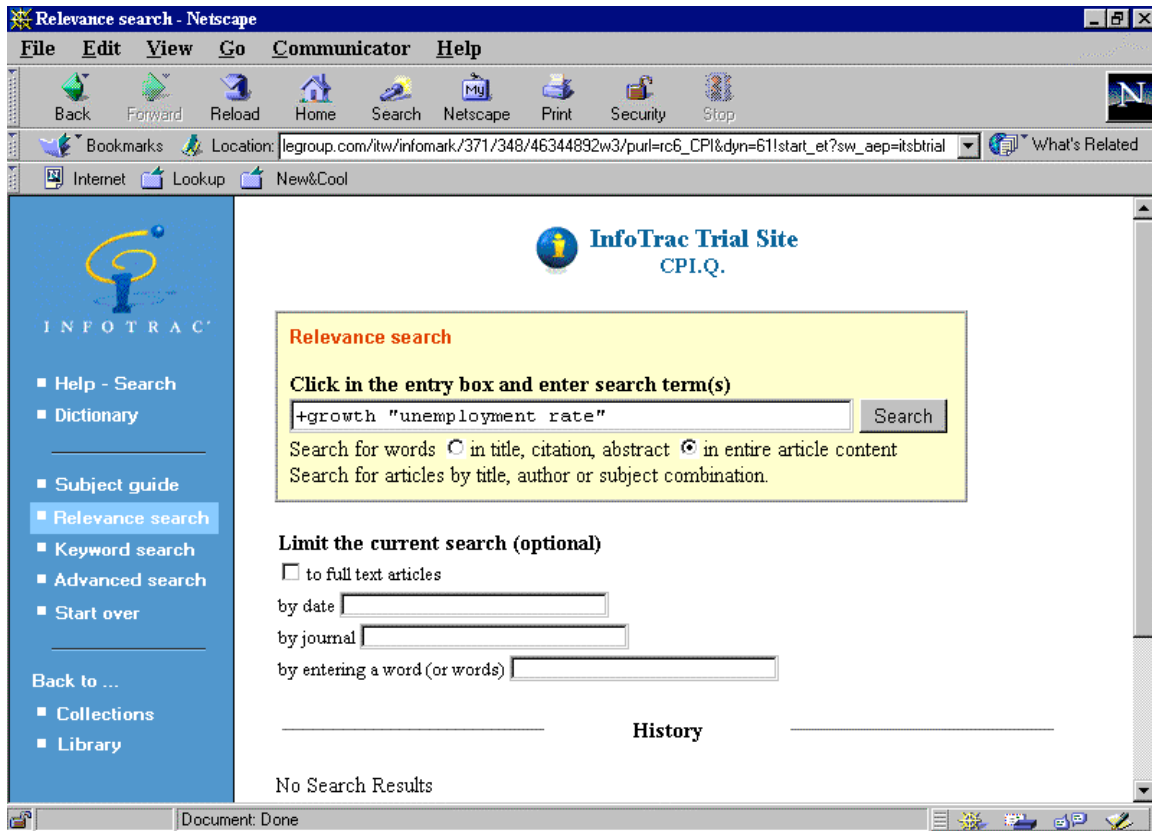 Relevance search - Netscape
File Edit View Go Communicator Help
Back Forward Reload Home Search My Netscape Print Security Stop N
Bookmarks Location: legroup.com/itw/infomark/371/348/46344892w3/purl=rc6_CPI&dyn=61!start_et?sw_aep=itsbtrial What's Related
Internet Lookup New&Cool
INFOTRAC
Help - Search
Dictionary
Subject guide
Relevance search
Keyword search
Advanced search
Start over
Back to ...
Collections
Library
InfoTrac Trial Site
CPI.Q.
Relevance search
Click in the entry box and enter search term(s)
+growth "unemployment rate" Search
Search for words in title, citation, abstract in entire article content
Search for articles by title, author or subject combination.
Limit the current search (optional)
to full text articles
by date
by journal
by entering a word (or words)
History
No Search Results
Document: Done